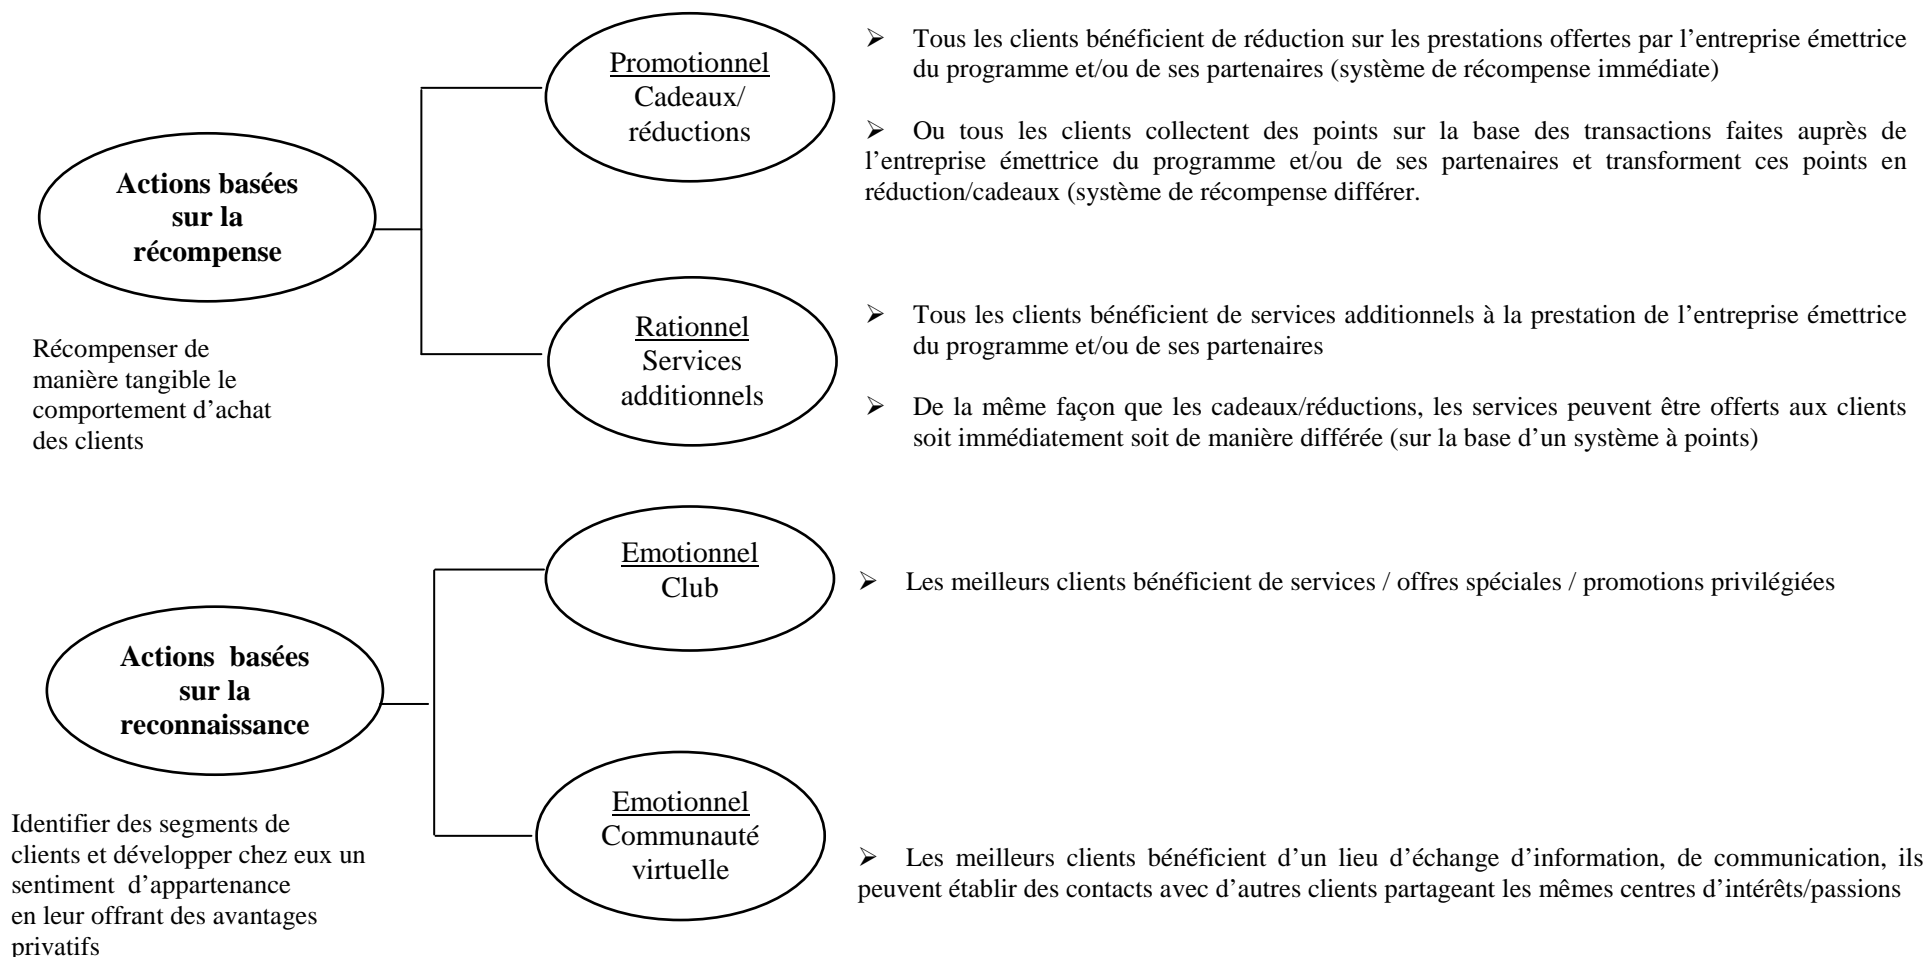 Actions basées
sur la
récompense
Récompenser de
manière tangible le
comportement d’achat
des clients
Promotionnel
Cadeaux/
réductions
➢ Tous les clients bénéficient de réduction sur les prestations offertes par l’entreprise émettrice
du programme et/ou de ses partenaires (système de récompense immédiate)
➢ Ou tous les clients collectent des points sur la base des transactions faites auprès de
l’entreprise émettrice du programme et/ou de ses partenaires et transforment ces points en
réduction/cadeaux (système de récompense différer.
Rationnel
Services
additionnels
➢ Tous les clients bénéficient de services additionnels à la prestation de l’entreprise émettrice
du programme et/ou de ses partenaires
➢ De la même façon que les cadeaux/réductions, les services peuvent être offerts aux clients
soit immédiatement soit de manière différée (sur la base d’un système à points)
Actions basées
sur la
reconnaissance
Identifier des segments de
clients et développer chez eux un
sentiment d’appartenance
en leur offrant des avantages
privatifs
Emotionnel
Club
➢ Les meilleurs clients bénéficient de services / offres spéciales / promotions privilégiées
Emotionnel
Communauté
virtuelle
➢ Les meilleurs clients bénéficient d’un lieu d’échange d’information, de communication, ils
peuvent établir des contacts avec d’autres clients partageant les mêmes centres d’intérêts/passions